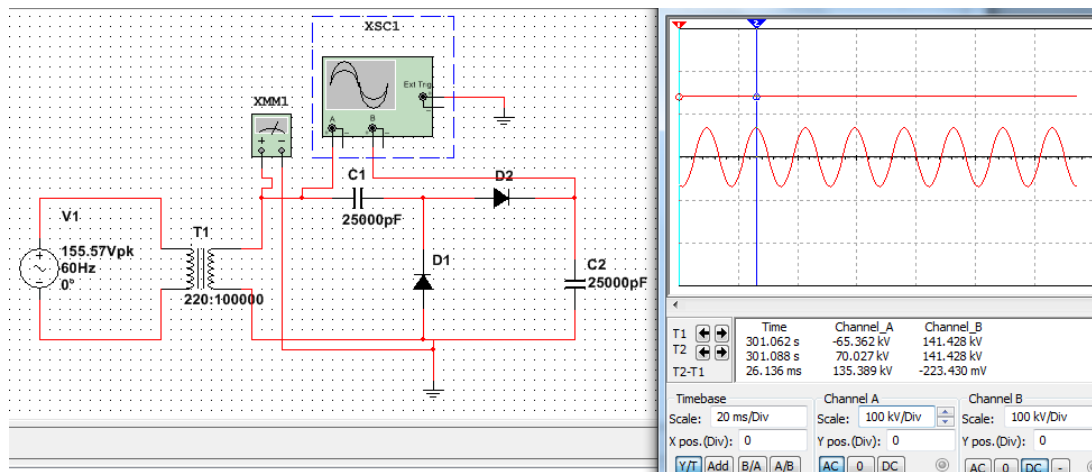 XSC1
Ext Trig
+
-
A
B
+ - + -
XMM1
+ -
C1
25000pF
D2
V1
155.57Vpk
60Hz
0°
T1
220:100000
D1
C2
25000pF
1
2
T1
T2
T2-T1
Time Channel_A Channel_B
301.062 s -65.362 kV 141.428 kV
301.088 s 70.027 kV 141.428 kV
26.136 ms 135.389 kV -223.430 mV
Timebase
Scale: 20 ms/Div
X pos.(Div): 0
Y/T Add B/A A/B
Channel A
Scale: 100 kV/Div
Y pos.(Div): 0
AC 0 DC
Channel B
Scale: 100 kV/Div
Y pos.(Div): 0
AC 0 DC -